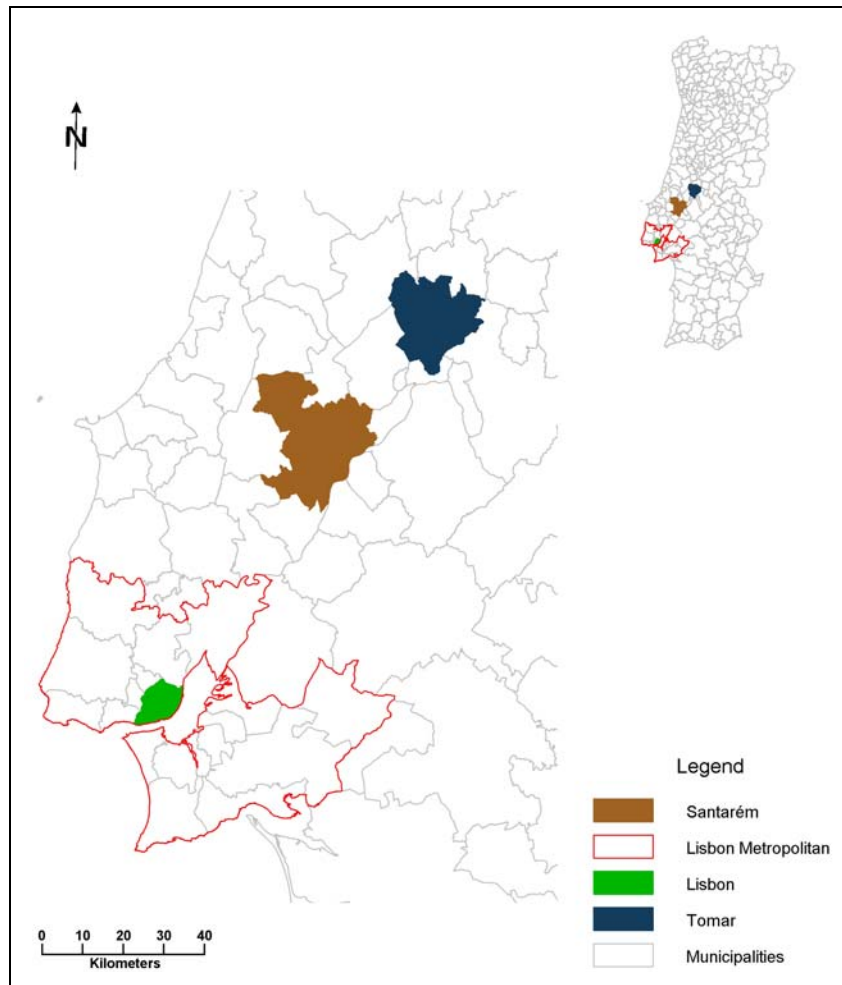 N
Legend
Santarém
Lisbon Metropolitan
Lisbon
Tomar
Municipalities
0 10 20 30 40
Kilometers